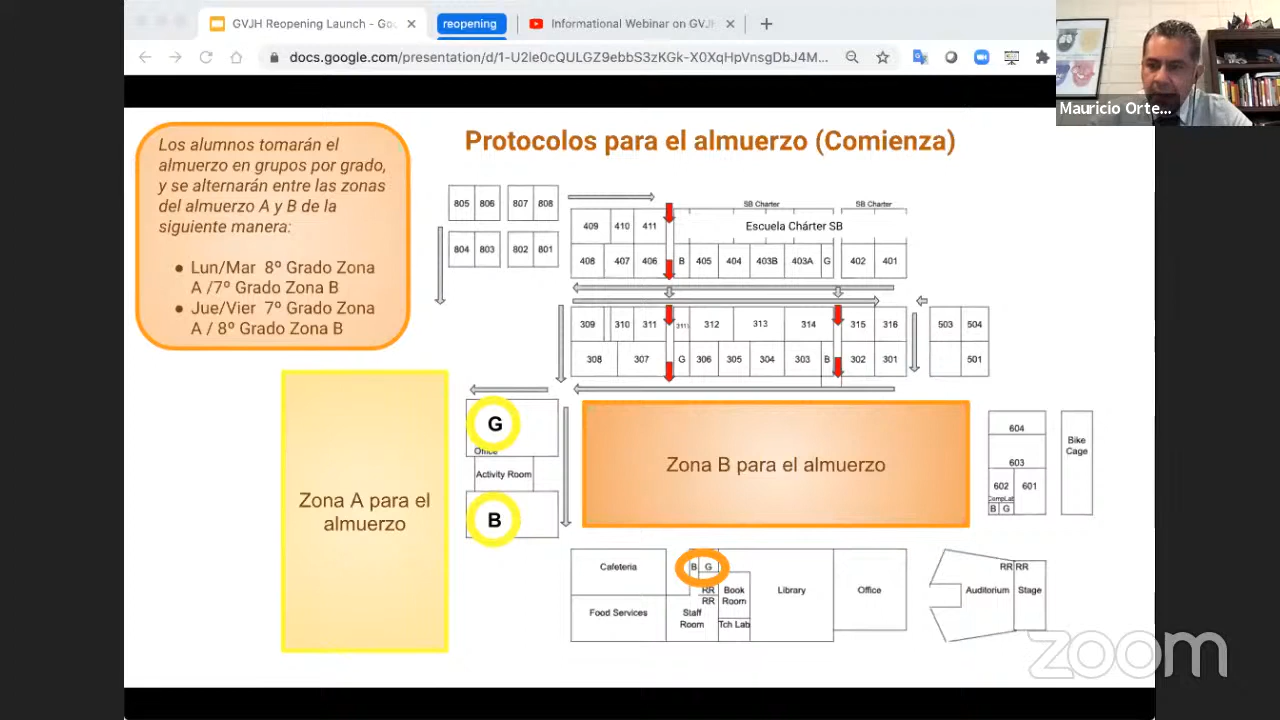 GVJH Reopening Launch - Goo
reopening
Informational Webinar on GVJH
docs.google.com/presentation/d/1-U2le0cQULGZ9ebbS3zKGk-X0XqHpVnsgDbJ4M...
Mauricio Orte...
Protocolos para el almuerzo (Comienza)
Los alumnos tomarán el
almuerzo en grupos por grado,
y se alternarán entre las zonas
del almuerzo A y B de la
siguiente manera:
● Lun/Mar 8º Grado Zona
A /7º Grado Zona B
● Jue/Vier 7º Grado Zona
A / 8º Grado Zona B
805 806 807 808
804 803 802 801
SB Charter SB Charter
409 410 411 Escuela Chárter SB
408 407 406 B 405 404 403B 403A G 402 401
309 310 311 312 313 314 315 316
308 307 G 306 305 304 303 B 302 301
503 504
501
G
Office
Activity Room
B
Zona A para el
almuerzo
Zona B para el almuerzo
604
603
602 601
CompLab
B G
Bike
Cage
Cafeteria
Food Services
B G
RR
RR
Staff
Room
Book
Room
Tch Lab
Library
Office
RR RR
Auditorium Stage
zoom